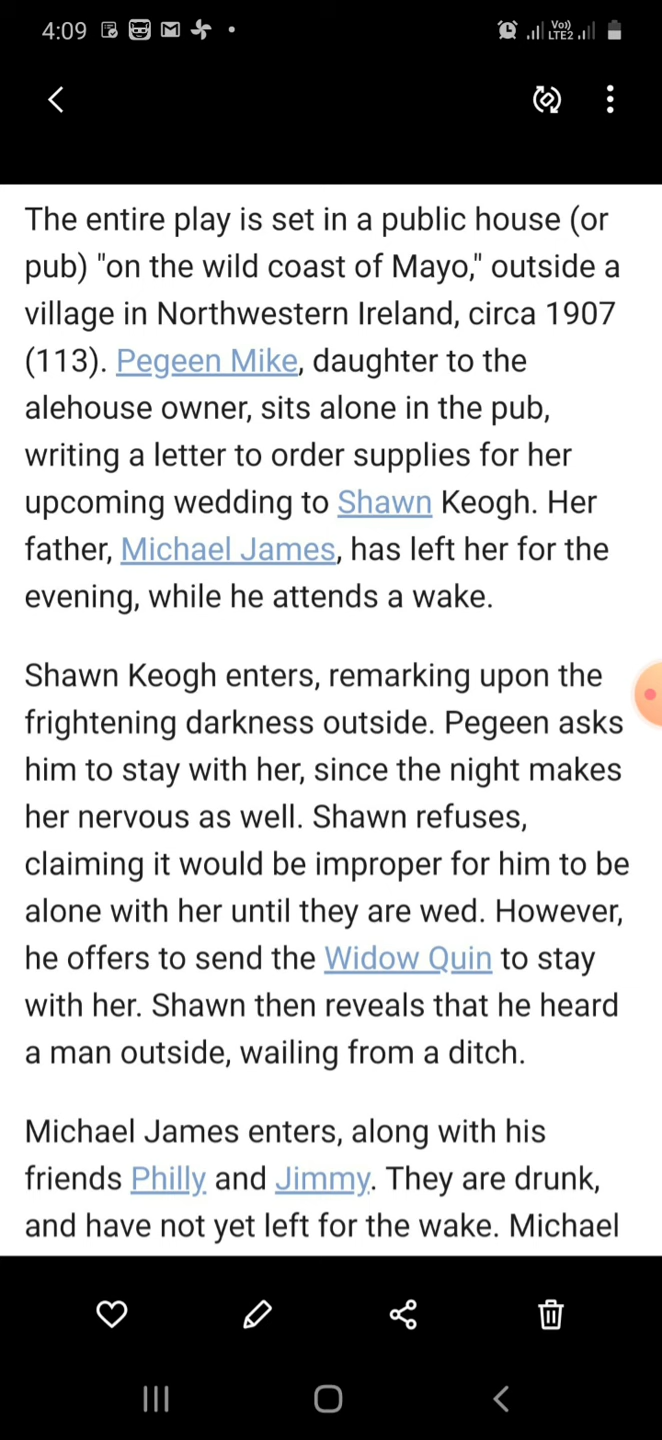 4:09
Vo))
LTE2
The entire play is set in a public house (or
pub) "on the wild coast of Mayo," outside a
village in Northwestern Ireland, circa 1907
(113). Pegeen Mike, daughter to the
alehouse owner, sits alone in the pub,
writing a letter to order supplies for her
upcoming wedding to Shawn Keogh. Her
father, Michael James, has left her for the
evening, while he attends a wake.
Shawn Keogh enters, remarking upon the
frightening darkness outside. Pegeen asks
him to stay with her, since the night makes
her nervous as well. Shawn refuses,
claiming it would be improper for him to be
alone with her until they are wed. However,
he offers to send the Widow Quin to stay
with her. Shawn then reveals that he heard
a man outside, wailing from a ditch.
Michael James enters, along with his
friends Philly and Jimmy. They are drunk,
and have not yet left for the wake. Michael